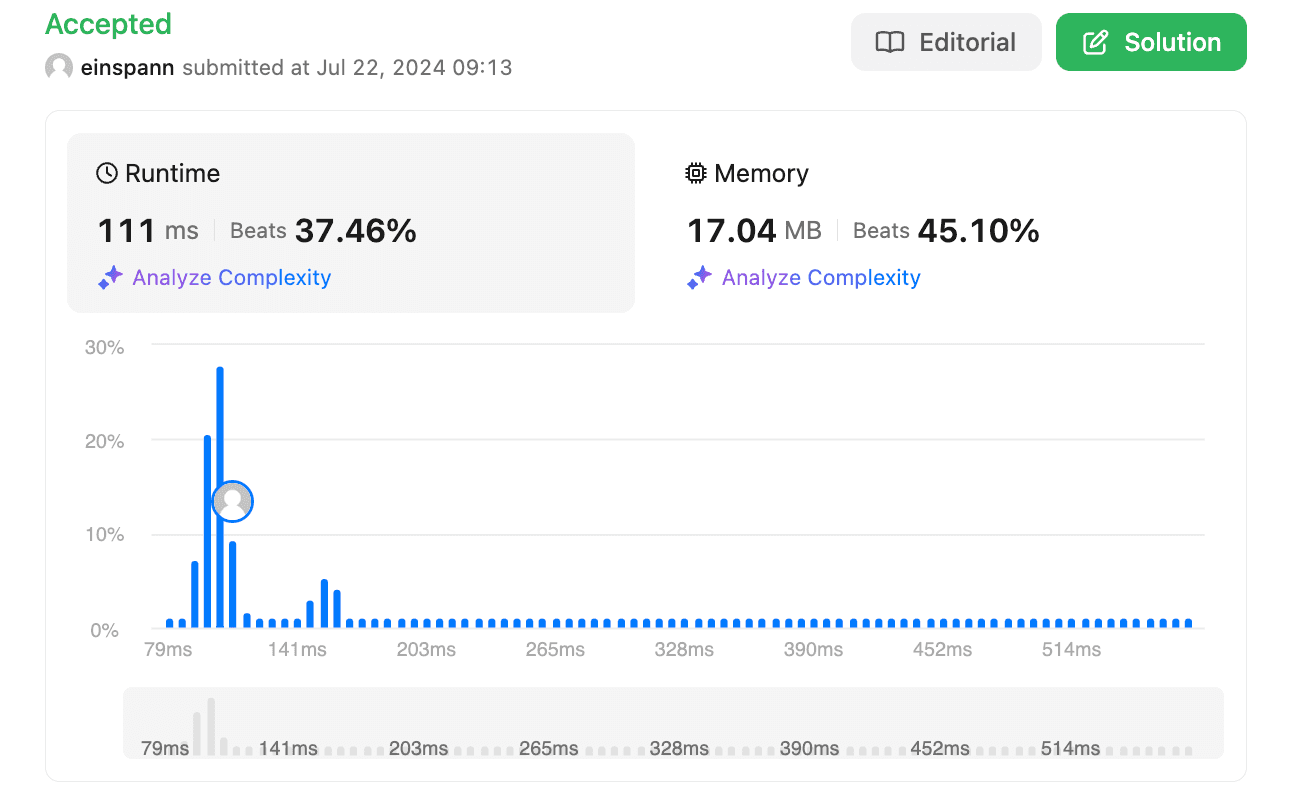 Accepted
Editorial
Solution
einspann submitted at Jul 22, 2024 09:13
Runtime
111 ms Beats 37.46%
Analyze Complexity
Memory
17.04 MB Beats 45.10%
Analyze Complexity
30%
20%
10%
0%
79ms 141ms 203ms 265ms 328ms 390ms 452ms 514ms
79ms 141ms 203ms 265ms 328ms 390ms 452ms 514ms